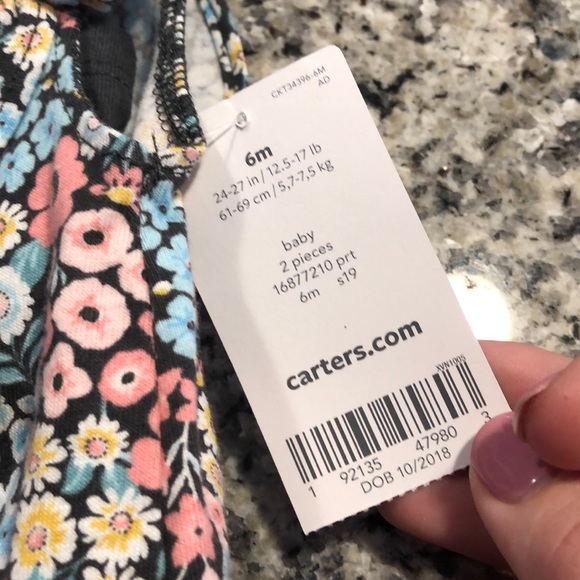 CKT34396-6M
AD
6m
24-27 in / 12.5-17 lb
61-69 cm / 5,7-7,5 kg
baby
2 pieces
16877210 prt
6m s19
carters.com
XVN1005
1 92135 47980 3
DOB 10/2018